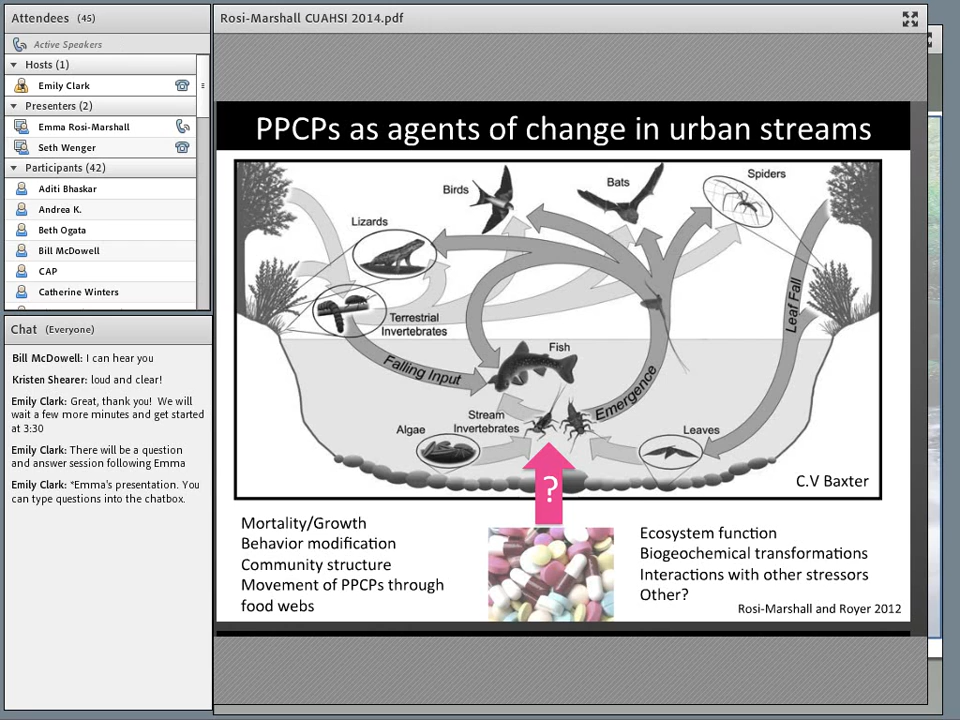 Attendees (45)
Active Speakers
Hosts (1)
Emily Clark
Presenters (2)
Emma Rosi-Marshall
Seth Wenger
Participants (42)
Aditi Bhaskar
Andrea K.
Beth Ogata
Bill McDowell
CAP
Catherine Winters
Chat (Everyone)
Bill McDowell: I can hear you
Kristen Shearer: loud and clear!
Emily Clark: Great, thank you! We will
wait a few more minutes and get started
at 3:30
Emily Clark: There will be a question
and answer session following Emma
Emily Clark: *Emma's presentation. You
can type questions into the chatbox.
Rosi-Marshall CUAHSI 2014.pdf
PPCPs as agents of change in urban streams
Birds
Bats
Spiders
Lizards
Terrestrial
Invertebrates
Leaf Fall
Falling Input
Fish
Emergence
Stream
Invertebrates
Algae
Leaves
C.V Baxter
?
Mortality/Growth
Behavior modification
Community structure
Movement of PPCPs through
food webs
Ecosystem function
Biogeochemical transformations
Interactions with other stressors
Other?
Rosi-Marshall and Royer 2012